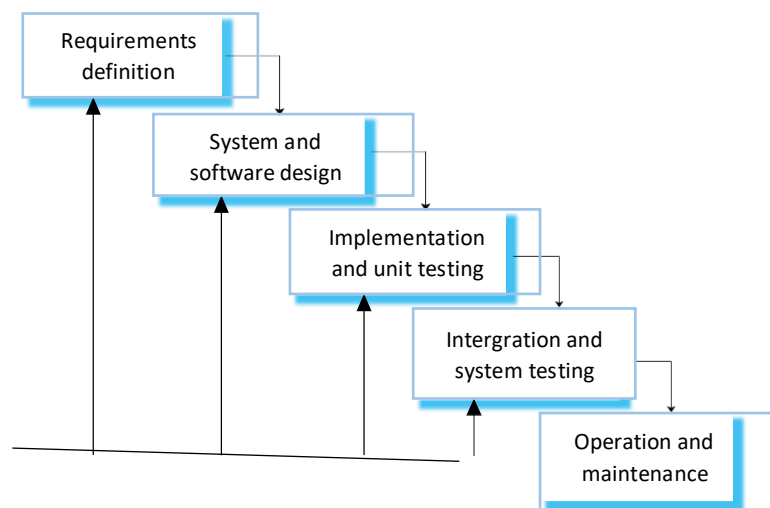 Requirements
definition
System and
software design
Implementation
and unit testing
Intergration and
system testing
Operation and
maintenance